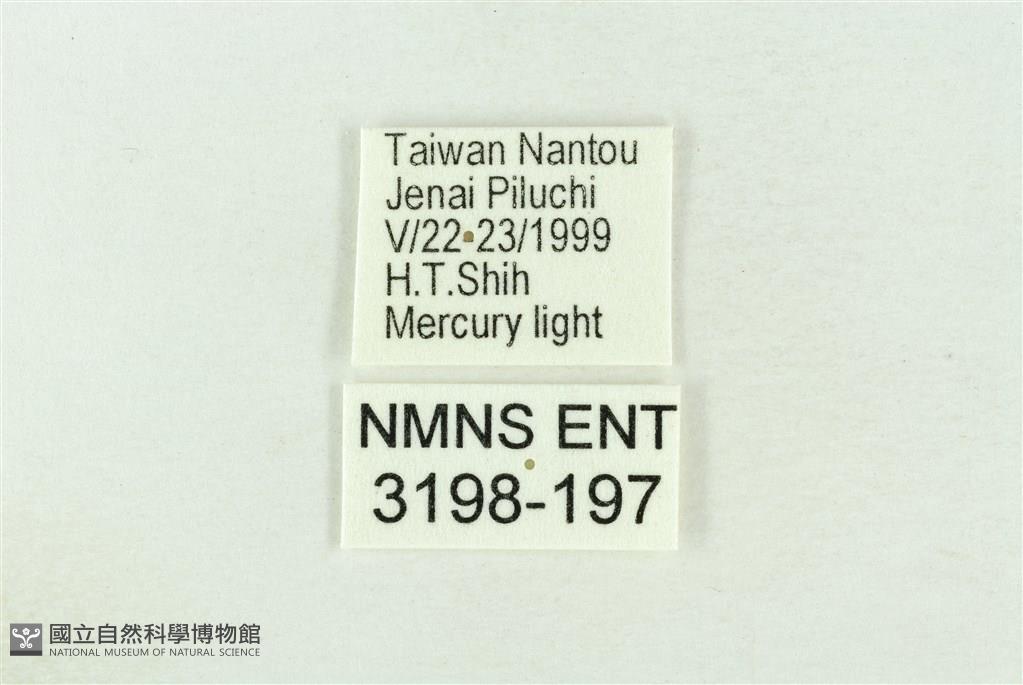 Taiwan Nantou
Jenai Piluchi
V/22-23/1999
H.T.Shih
Mercury light
NMNS ENT
3198-197
國立自然科學博物館
NATIONAL MUSEUM OF NATURAL SCIENCE